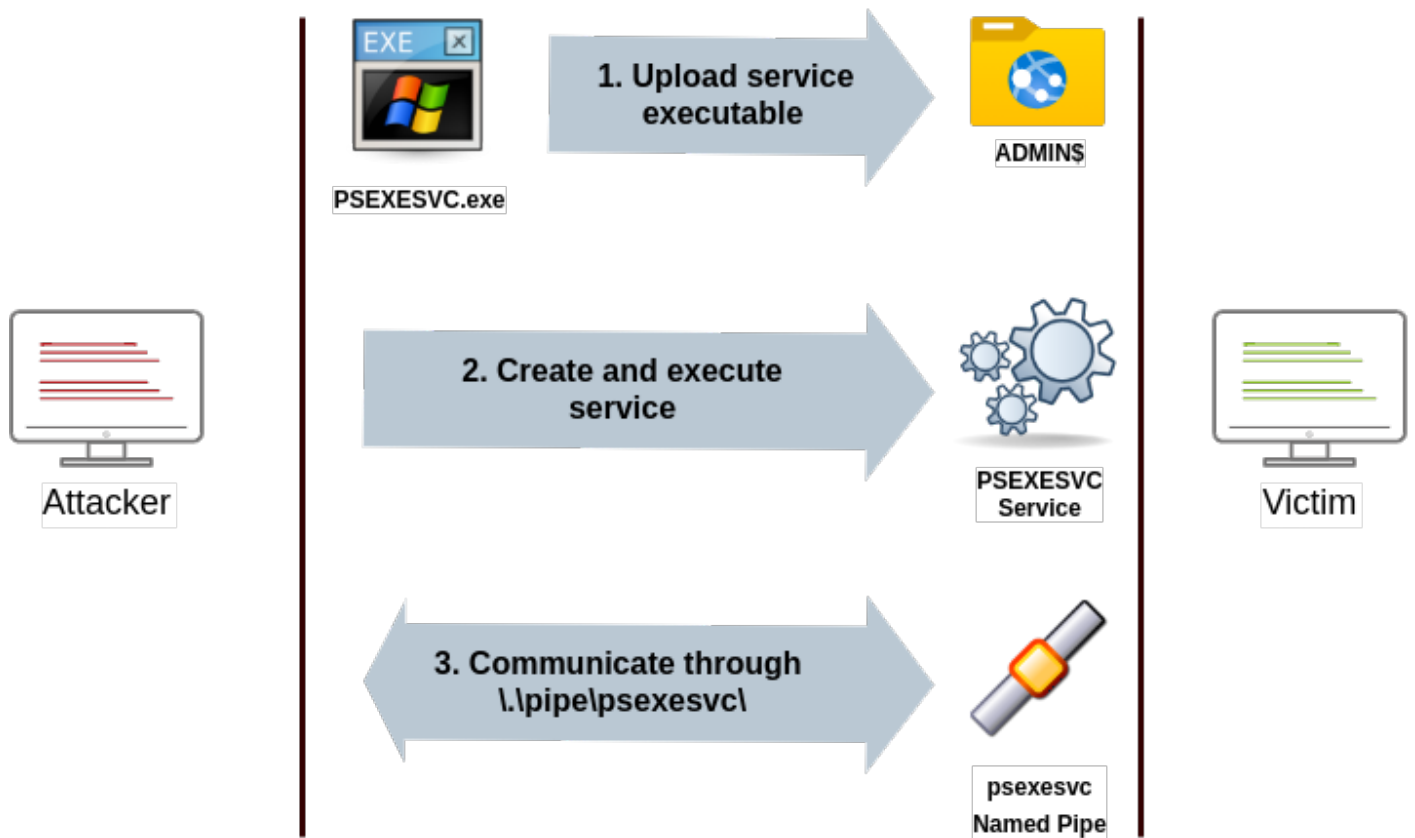 EXE
1. Upload service
executable
ADMIN$
PSEXESVC.exe
2. Create and execute
service
PSEXESVC
Service
Attacker
Victim
3. Communicate through
\.\pipe\psexesvc\
psexesvc
Named Pipe